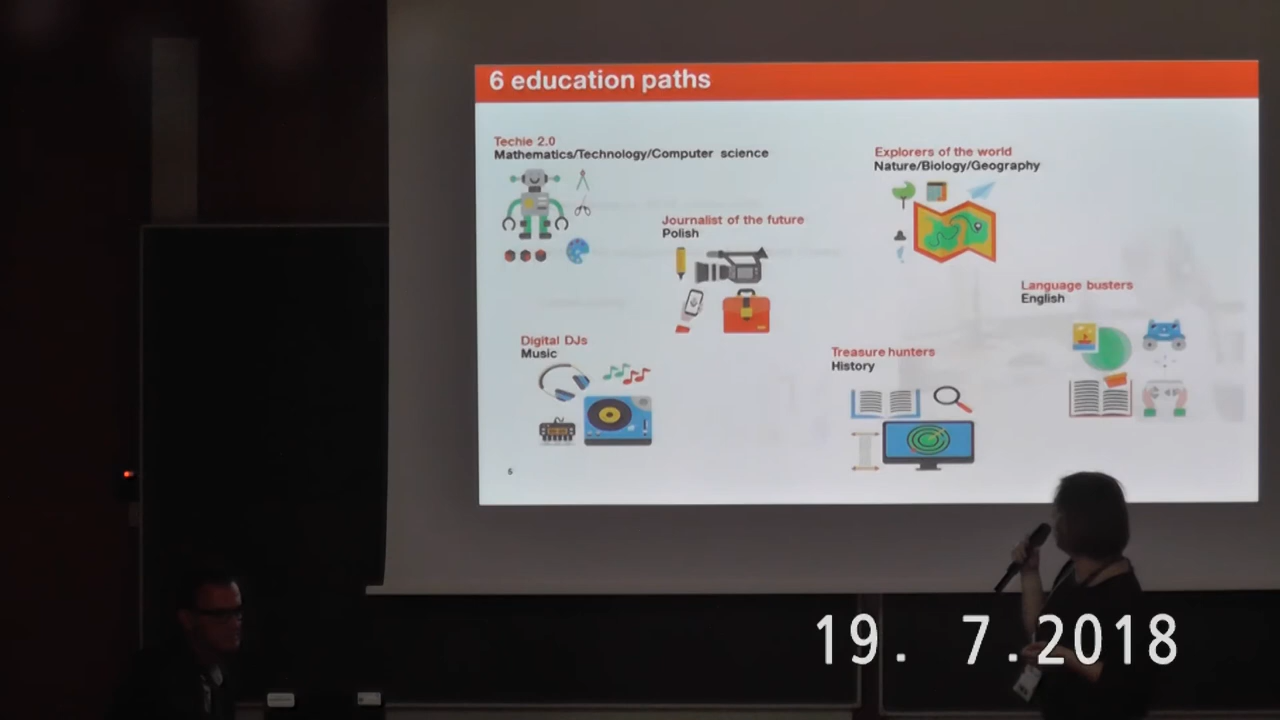 6 education paths
Techie 2.0
Mathematics/Technology/Computer science
Explorers of the world
Nature/Biology/Geography
Journalist of the future
Polish
Language busters
English
Digital DJs
Music
Treasure hunters
History
5
19. 7.2018